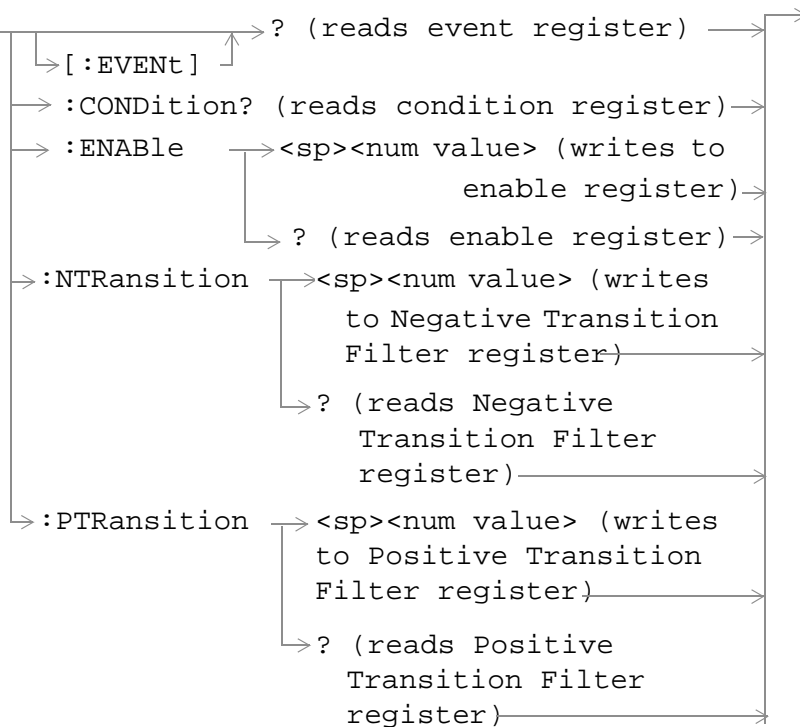 ? (reads event register)
[:EVENt]
:CONDition? (reads condition register)
:ENABle <sp><num value> (writes to
enable register)
? (reads enable register)
:NTRansition <sp><num value> (writes
to Negative Transition
Filter register)
? (reads Negative
Transition Filter
register)
:PTRansition <sp><num value> (writes
to Positive Transition
Filter register)
? (reads Positive
Transition Filter
register)